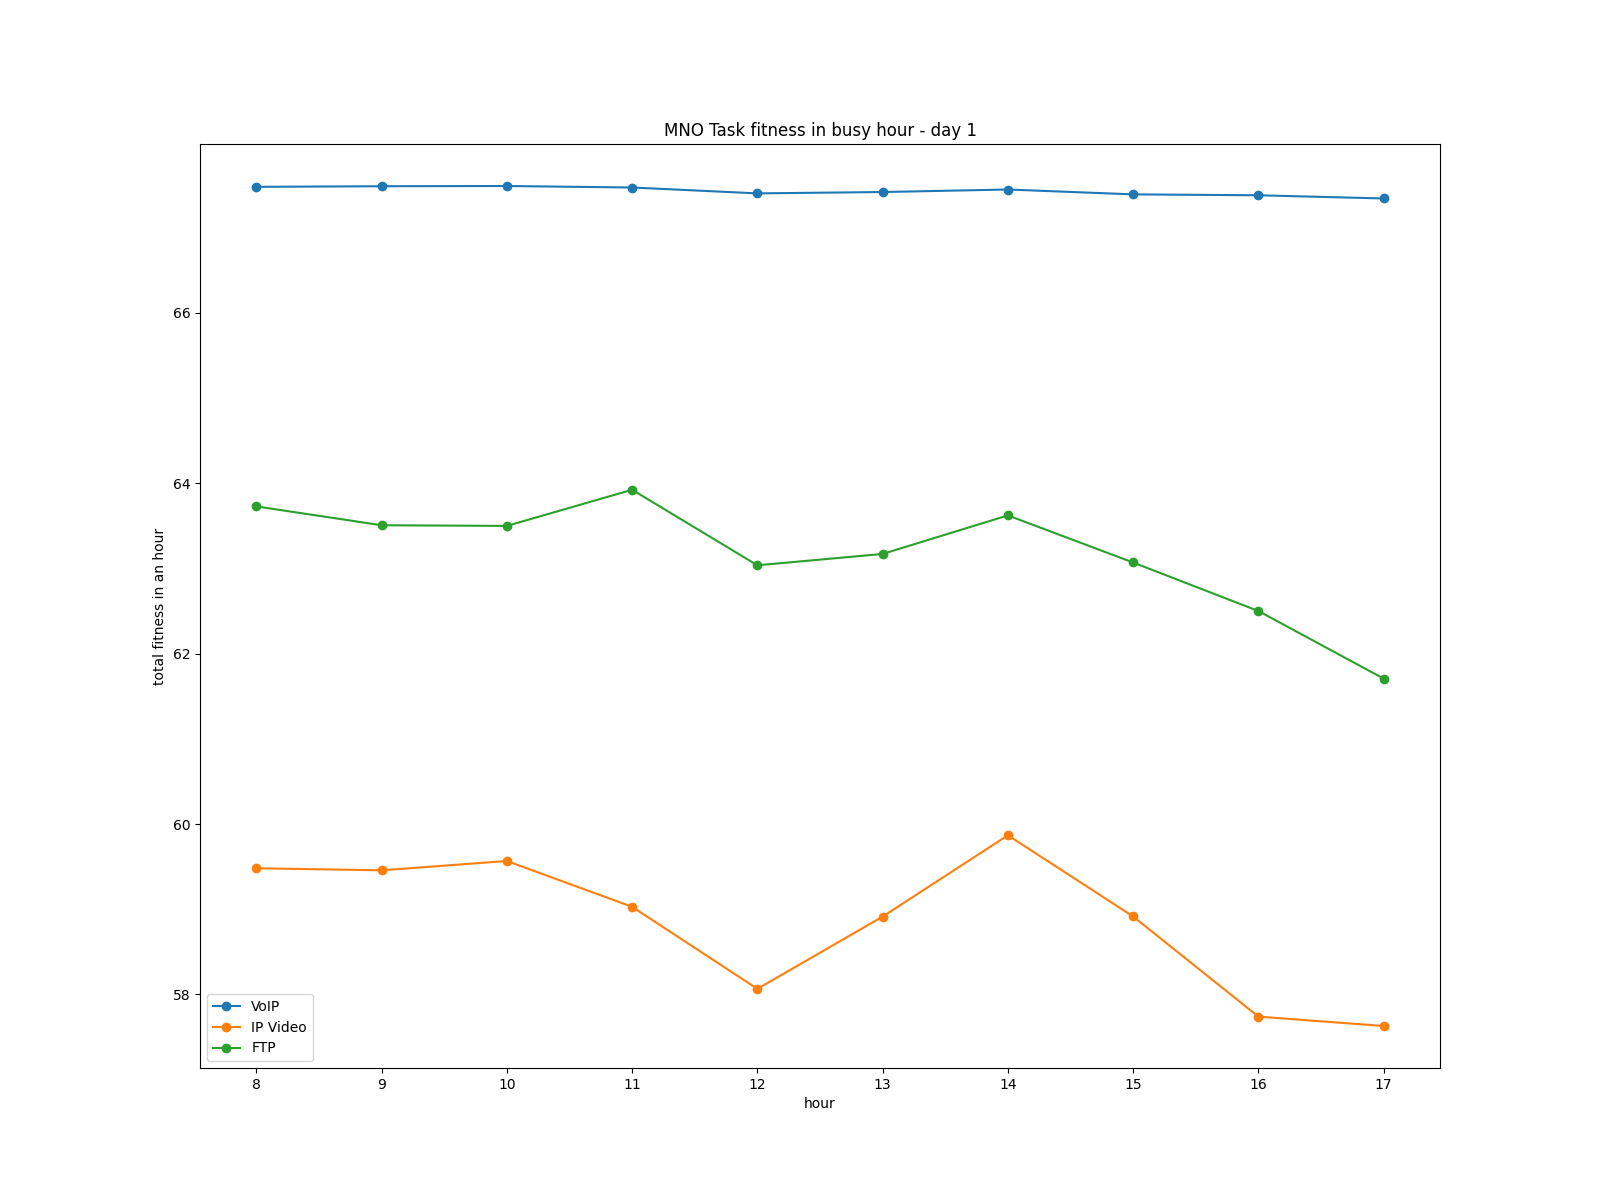 MNO Task fitness in busy hour - day 1
66
64
62
60
58
total fitness in an hour
VoIP
IP Video
FTP
8 9 10 11 12 13 14 15 16 17
hour